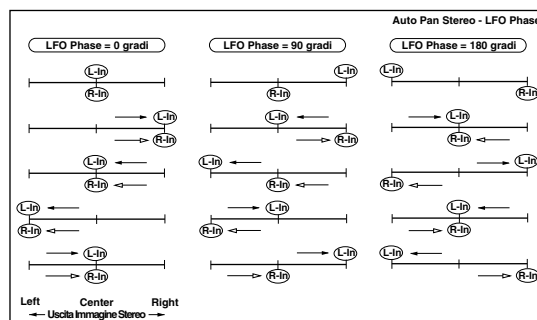 Auto Pan Stereo - LFO Phase
LFO Phase = 0 gradi
LFO Phase = 90 gradi
LFO Phase = 180 gradi
L-In
R-In
L-In
R-In
L-In
R-In
L-In
R-In
L-In
R-In
L-In
R-In
L-In
R-In
L-In
R-In
L-In
R-In
L-In
R-In
L-In
R-In
L-In
R-In
L-In
R-In
L-In
R-In
L-In
R-In
Left Center Right
Uscita Immagine Stereo